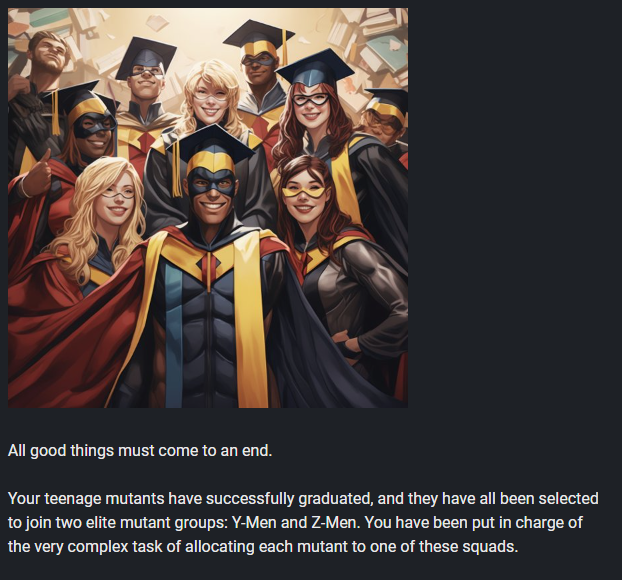 All good things must come to an end.
Your teenage mutants have successfully graduated, and they have all been selected
to join two elite mutant groups: Y-Men and Z-Men. You have been put in charge of
the very complex task of allocating each mutant to one of these squads.